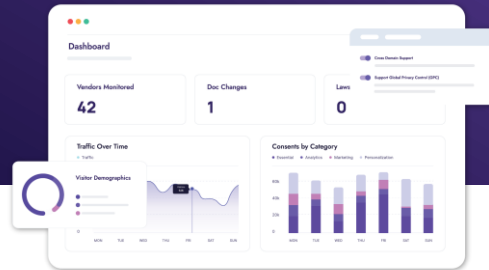 Dashboard
Cross Domain Support
Support Global Privacy Control (GPC)
Vendors Monitored
42
Doc Changes
1
Laws
0
Traffic Over Time
Traffic
Visitor Demographics
MON TUE WED THU FRI SAT SUN
Consents by Category
Essential Analytics Marketing Personalization
60k
40k
20k
0
MON TUE WED THU FRI SAT SUN